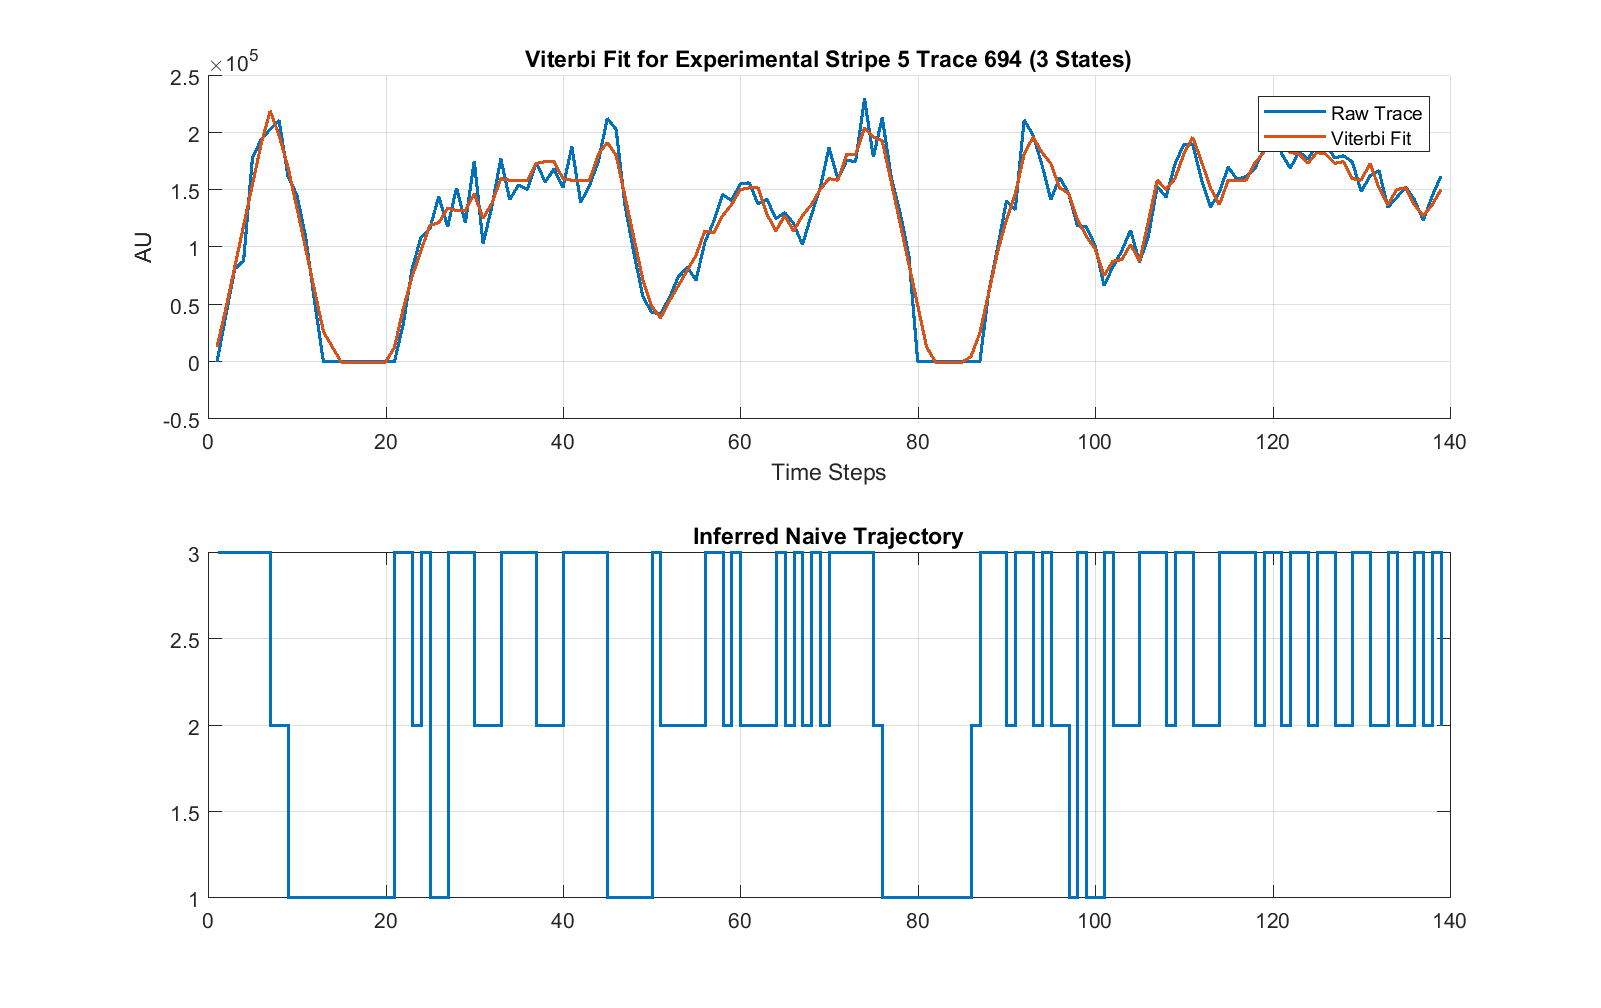 Viterbi Fit for Experimental Stripe 5 Trace 694 (3 States)
×10⁵
2.5
2
1.5
1
0.5
0
-0.5
AU
Raw Trace
Viterbi Fit
0 20 40 60 80 100 120 140
Time Steps
Inferred Naive Trajectory
3
2.5
2
1.5
1
0 20 40 60 80 100 120 140